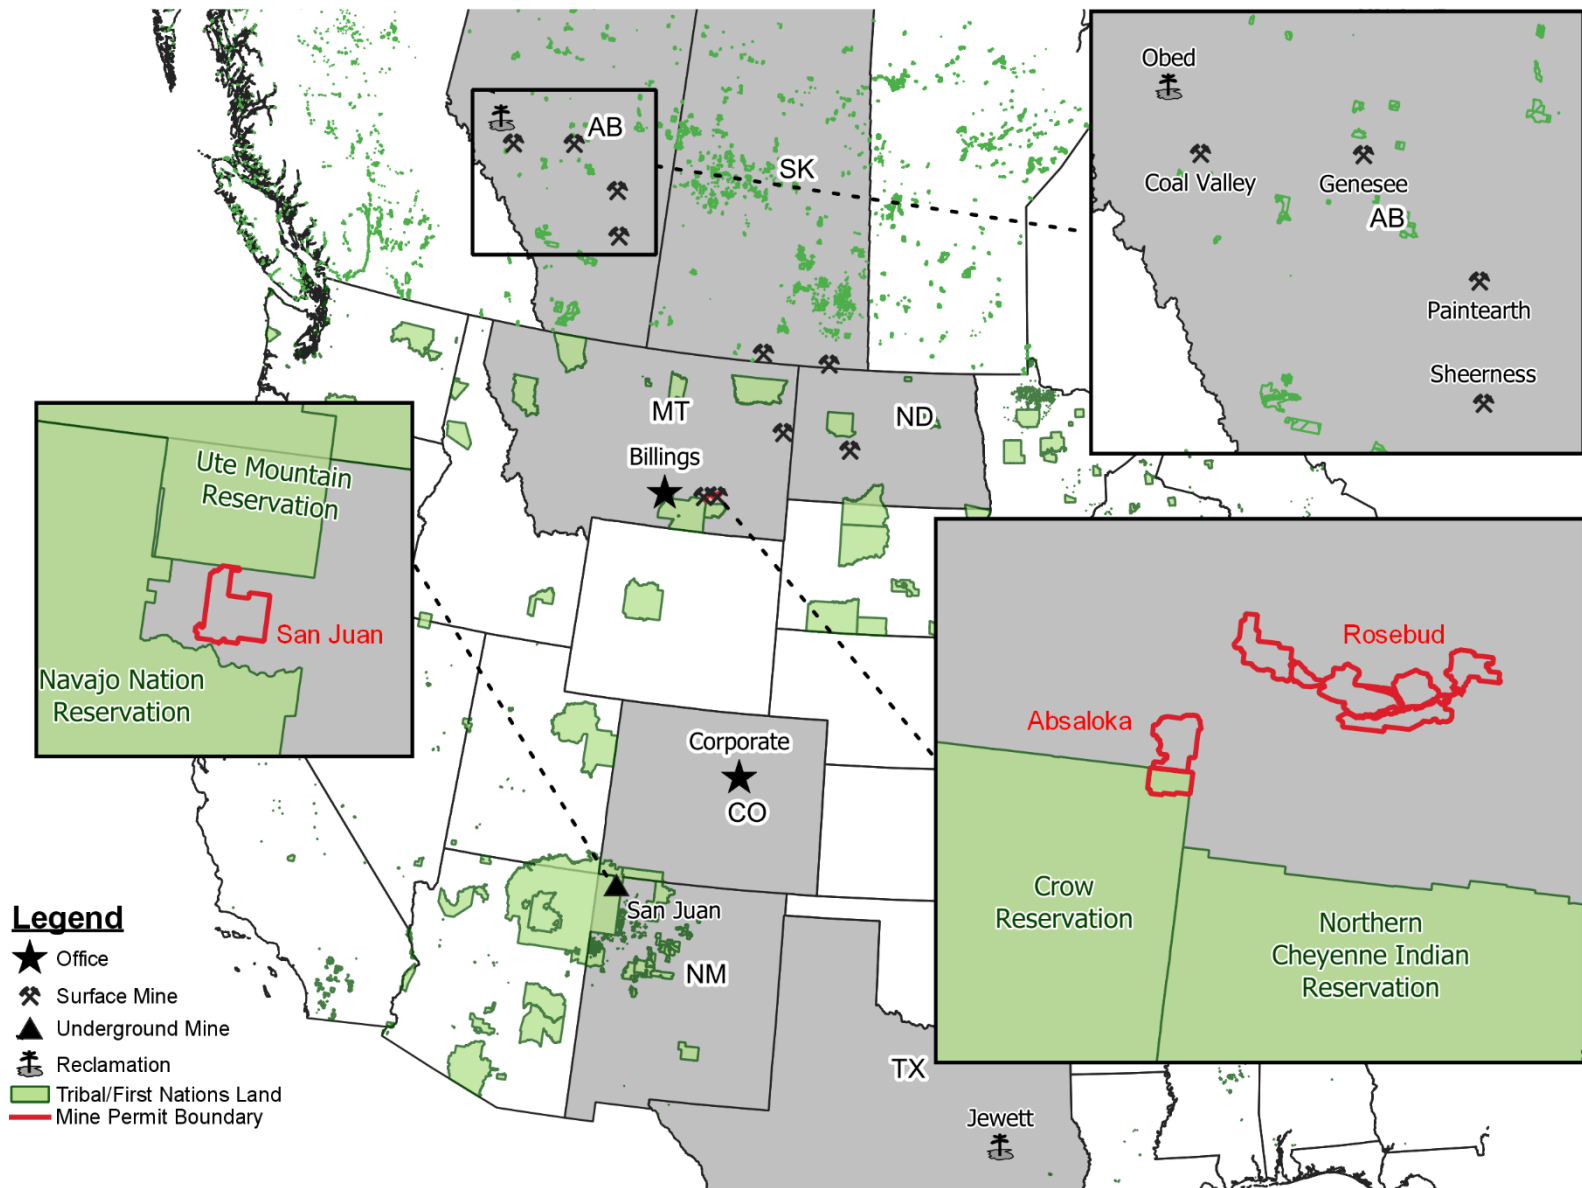 Obed
Coal Valley
Genesee
AB
Paintearth
Sheerness
AB
SK
MT
ND
Billings
Ute Mountain
Reservation
San Juan
Navajo Nation
Reservation
Rosebud
Absaloka
Crow
Reservation
Northern
Cheyenne Indian
Reservation
Corporate
CO
San Juan
NM
TX
Jewett
Legend
Office
Surface Mine
Underground Mine
Reclamation
Tribal/First Nations Land
Mine Permit Boundary